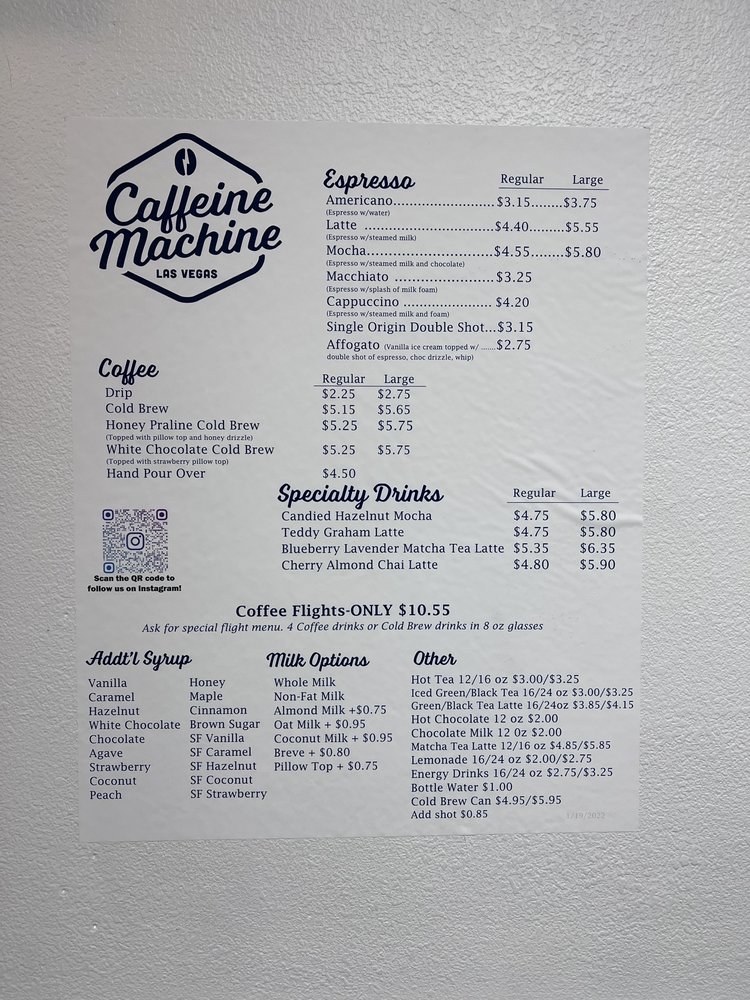 Caffeine
Machine
LAS VEGAS
Espresso Regular Large
Americano..........................$3.15........$3.75
(Espresso w/water)
Latte .................................$4.40........$5.55
(Espresso w/steamed milk)
Mocha................................$4.55........$5.80
(Espresso w/steamed milk and chocolate)
Macchiato ......................... $3.25
(Espresso w/splash of milk foam)
Cappuccino ....................... $4.20
(Espresso w/steamed milk and foam)
Single Origin Double Shot...$3.15
Affogato (Vanilla ice cream topped w/ ......$2.75
double shot of espresso, choc drizzle, whip)
Coffee Regular Large
Drip $2.25 $2.75
Cold Brew $5.15 $5.65
Honey Praline Cold Brew $5.25 $5.75
(Topped with pillow top and honey drizzle)
White Chocolate Cold Brew $5.25 $5.75
(Topped with strawberry pillow top)
Hand Pour Over $4.50
Specialty Drinks Regular Large
Candied Hazelnut Mocha $4.75 $5.80
Teddy Graham Latte $4.75 $5.80
Blueberry Lavender Matcha Tea Latte $5.35 $6.35
Cherry Almond Chai Latte $4.80 $5.90
Scan the QR code to
follow us on Instagram!
Coffee Flights-ONLY $10.55
Ask for special flight menu. 4 Coffee drinks or Cold Brew drinks in 8 oz glasses
Addt'l Syrup
Vanilla Honey
Caramel Maple
Hazelnut Cinnamon
White Chocolate Brown Sugar
Chocolate SF Vanilla
Agave SF Caramel
Strawberry SF Hazelnut
Coconut SF Coconut
Peach SF Strawberry
Milk Options
Whole Milk
Non-Fat Milk
Almond Milk +$0.75
Oat Milk + $0.95
Coconut Milk + $0.95
Breve + $0.80
Pillow Top + $0.75
Other
Hot Tea 12/16 oz $3.00/$3.25
Iced Green/Black Tea 16/24 oz $3.00/$3.25
Green/Black Tea Latte 16/24oz $3.85/$4.15
Hot Chocolate 12 oz $2.00
Chocolate Milk 12 0z $2.00
Matcha Tea Latte 12/16 oz $4.85/$5.85
Lemonade 16/24 oz $2.00/$2.75
Energy Drinks 16/24 oz $2.75/$3.25
Bottle Water $1.00
Cold Brew Can $4.95/$5.95
Add shot $0.85
1/19/2022